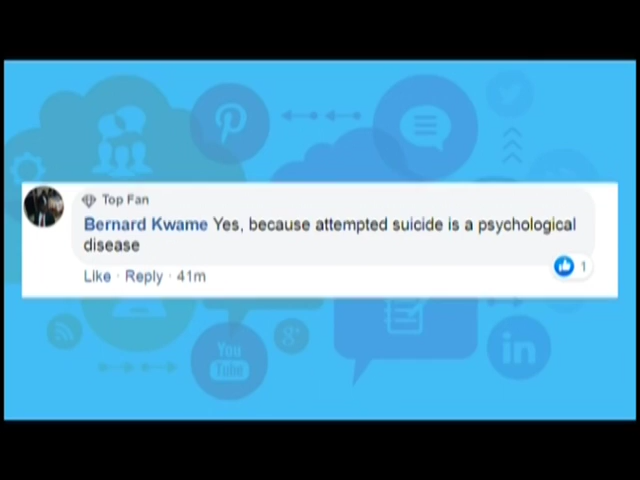 Top Fan
Bernard Kwame Yes, because attempted suicide is a psychological
disease
1
Like · Reply · 41m
You
Tube
in